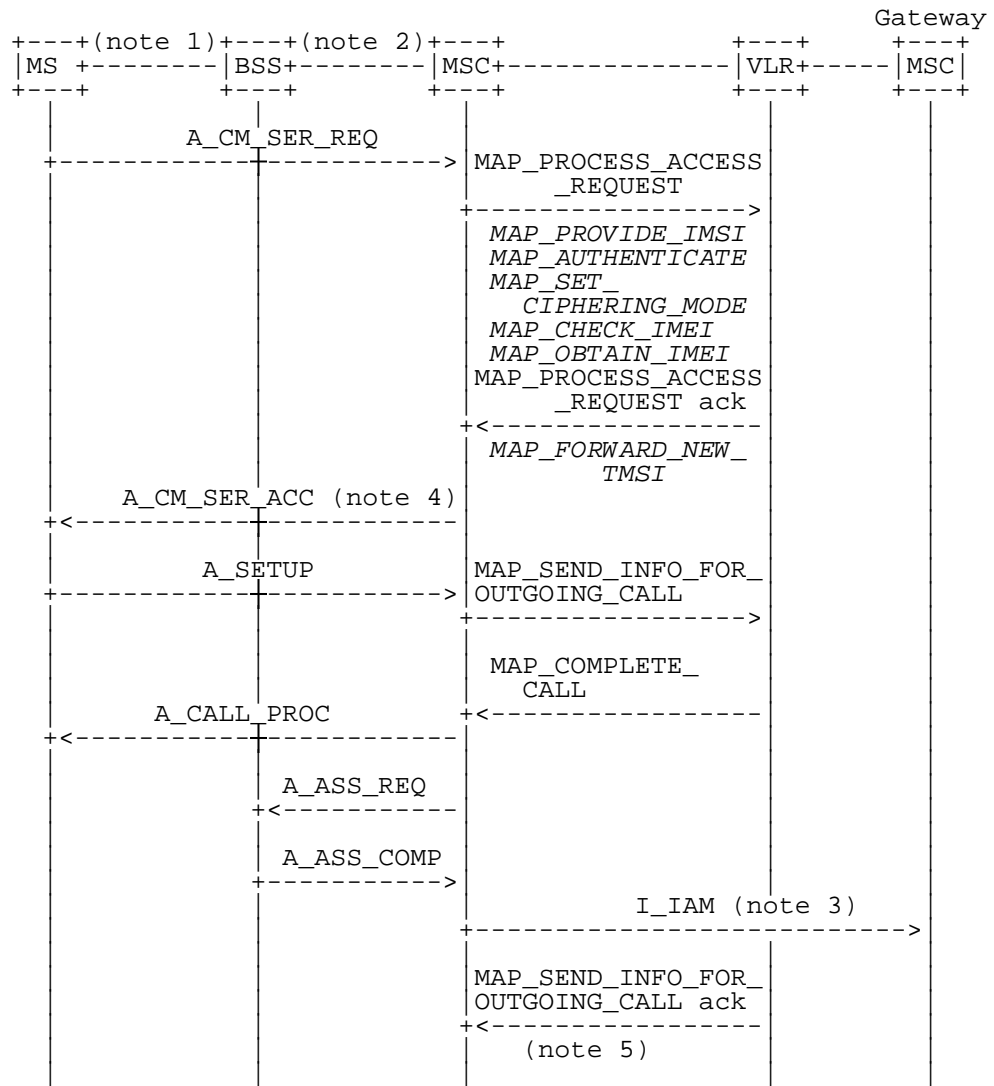 Gateway
(note 1) (note 2)
MS BSS MSC VLR MSC
A_CM_SER_REQ
MAP_PROCESS_ACCESS
_REQUEST
MAP_PROVIDE_IMSI
MAP_AUTHENTICATE
MAP_SET_
CIPHERING_MODE
MAP_CHECK_IMEI
MAP_OBTAIN_IMEI
MAP_PROCESS_ACCESS
_REQUEST ack
MAP_FORWARD_NEW_
TMSI
A_CM_SER_ACC (note 4)
A_SETUP MAP_SEND_INFO_FOR_
OUTGOING_CALL
MAP_COMPLETE_
CALL
A_CALL_PROC
A_ASS_REQ
A_ASS_COMP
I_IAM (note 3)
MAP_SEND_INFO_FOR_
OUTGOING_CALL ack
(note 5)